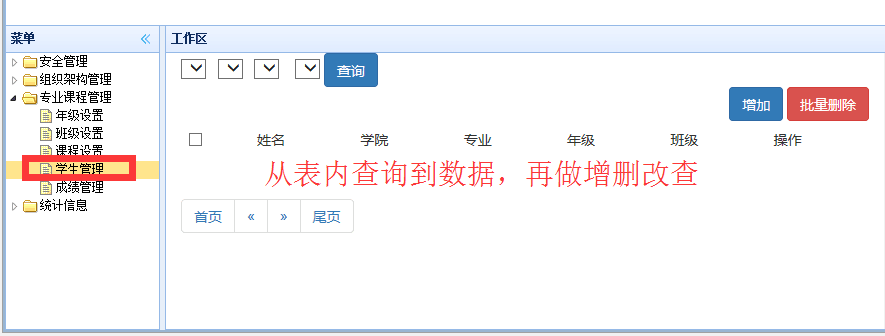 菜单
工作区
安全管理
组织架构管理
专业课程管理
年级设置
班级设置
课程设置
学生管理
成绩管理
统计信息
查询
增加 批量删除
姓名 学院 专业 年级 班级 操作
从表内查询到数据，再做增删改查
首页 « » 尾页